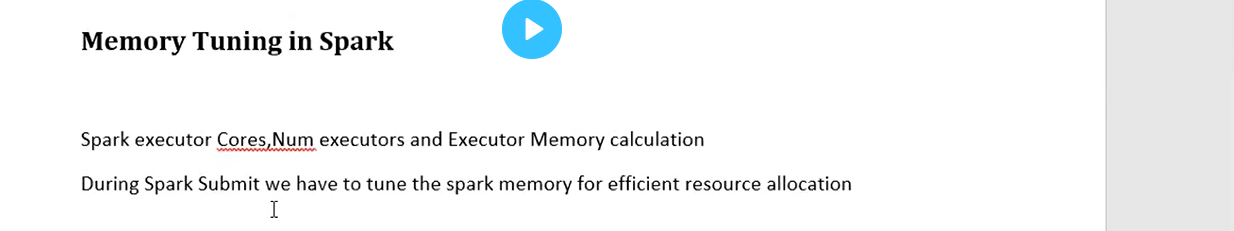 Memory Tuning in Spark
Spark executor Cores,Num executors and Executor Memory calculation
During Spark Submit we have to tune the spark memory for efficient resource allocation